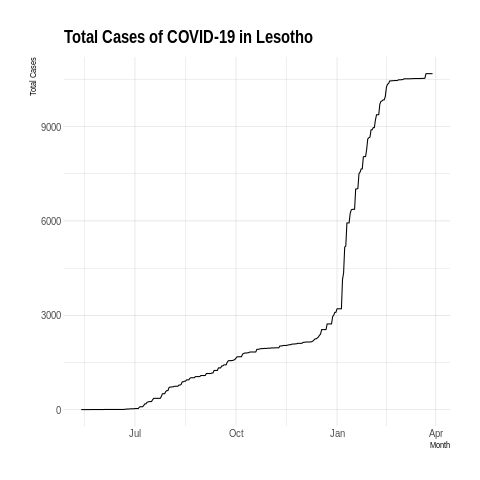 Total Cases of COVID-19 in Lesotho
Total Cases
9000
6000
3000
0
Jul Oct Jan Apr
Month